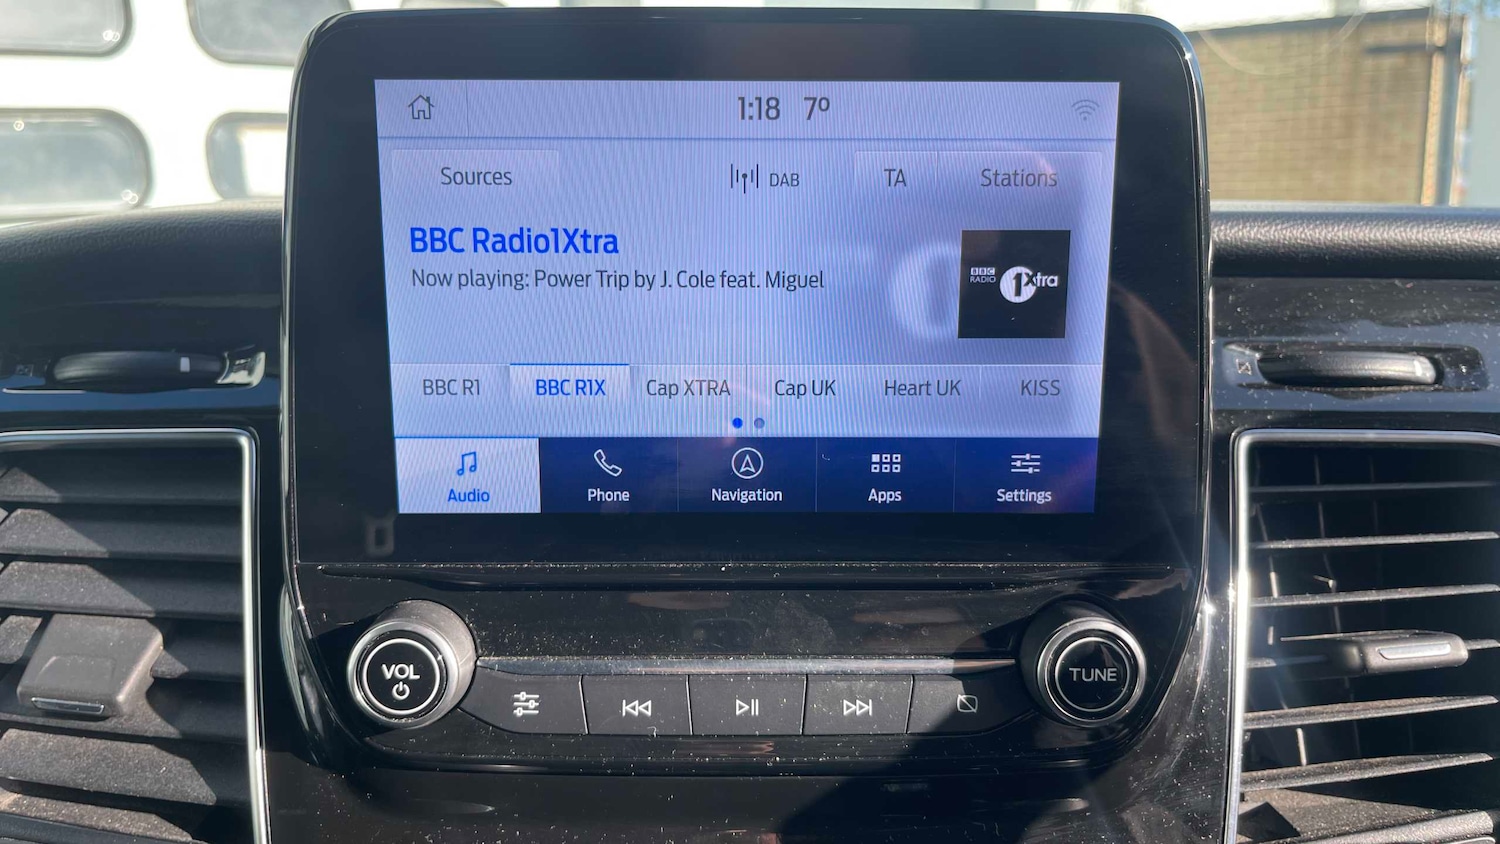 1:18 7º
Sources
DAB
TA
Stations
BBC Radio1Xtra
Now playing: Power Trip by J. Cole feat. Miguel
BBC
RADIO
1Xtra
BBC R1
BBC R1X
Cap XTRA
Cap UK
Heart UK
KISS
Audio
Phone
Navigation
Apps
Settings
VOL
TUNE